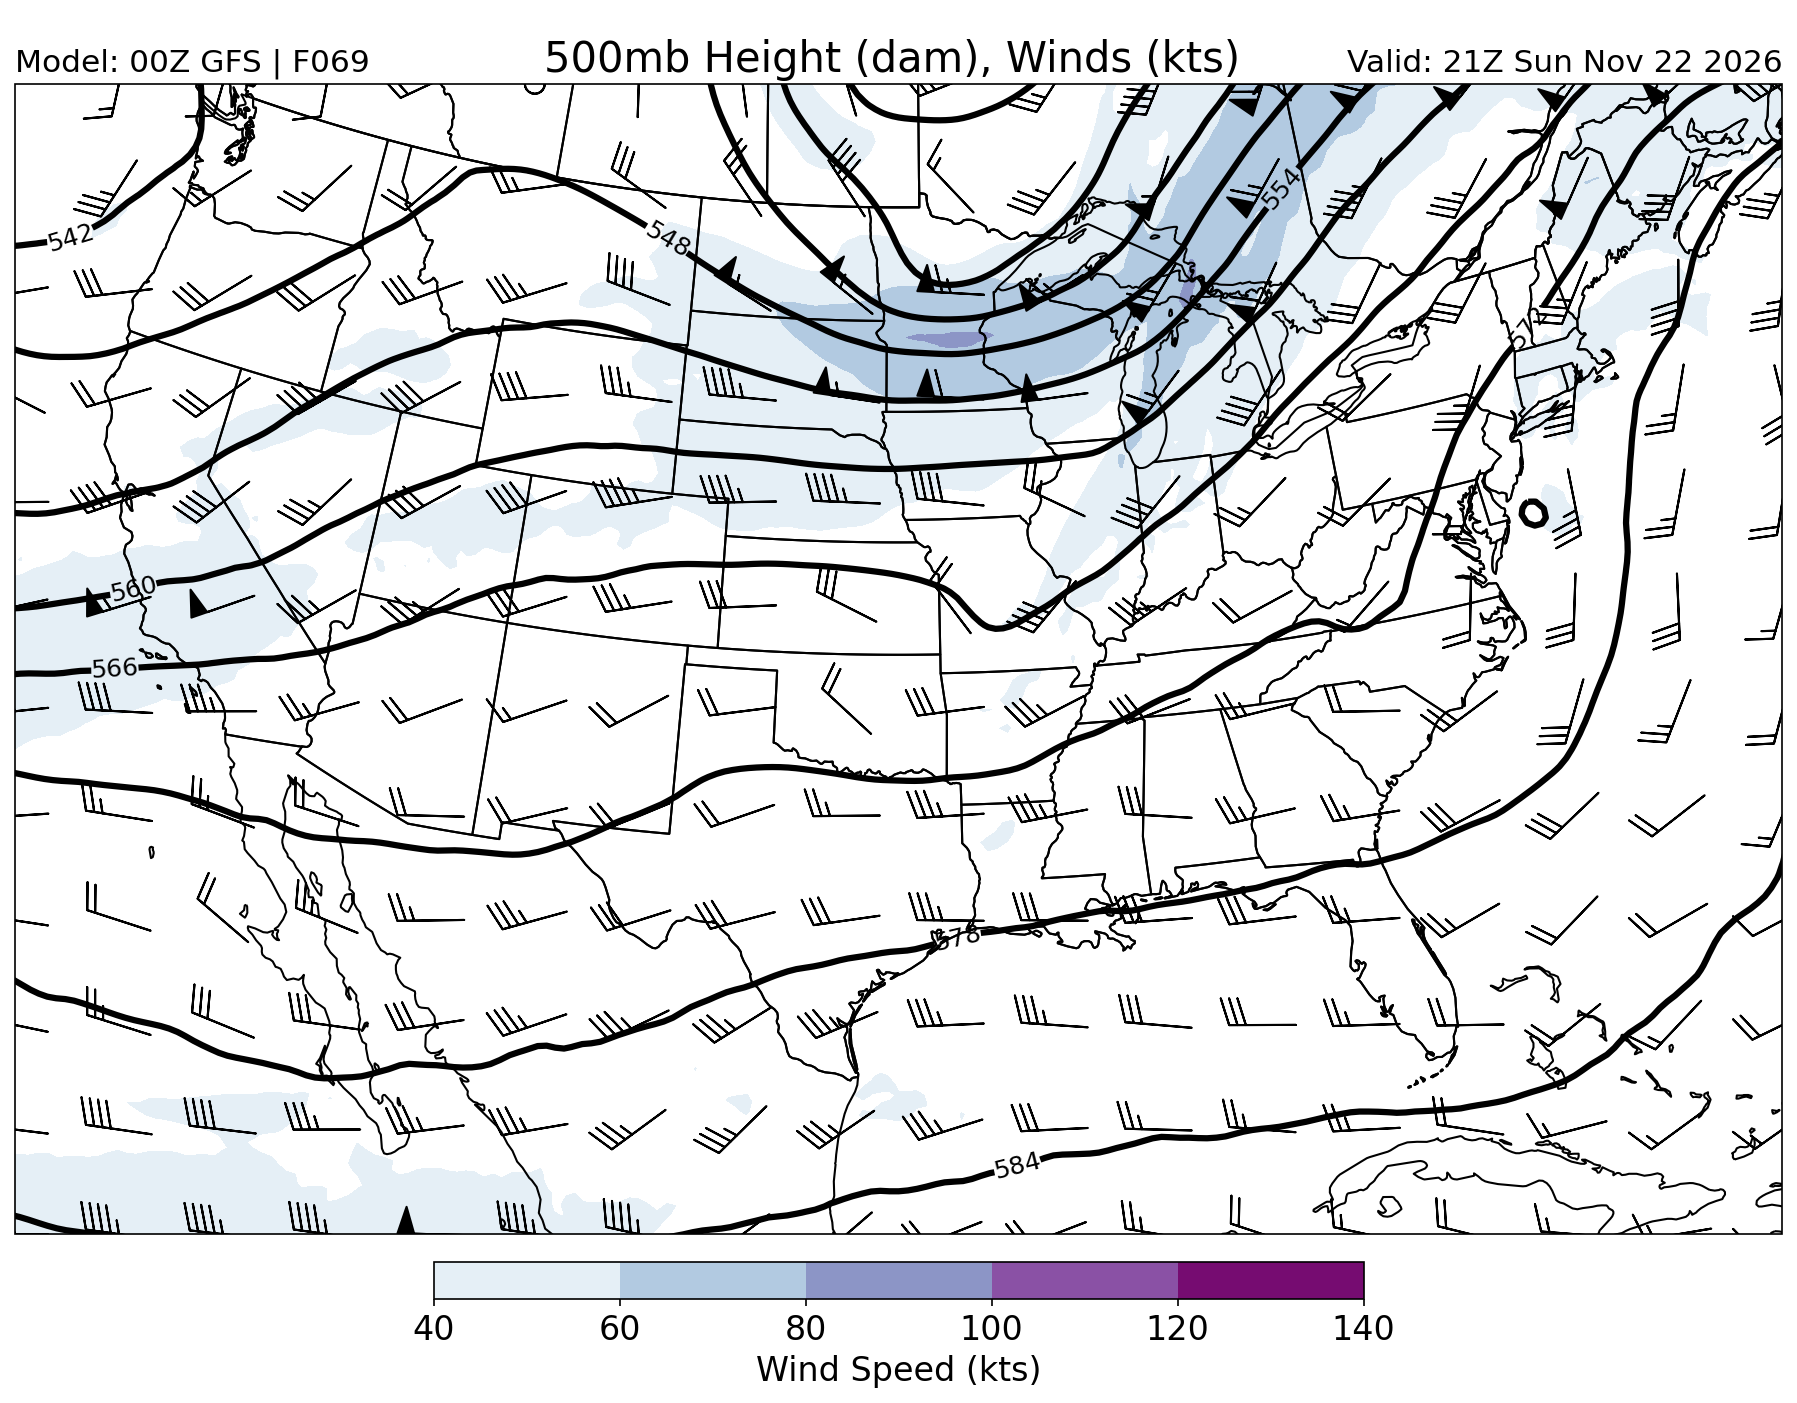 Model: 00Z GFS | F069
500mb Height (dam), Winds (kts)
Valid: 21Z Sun Nov 22 2026
554
542
548
560
566
578
584
40 60 80 100 120 140
Wind Speed (kts)